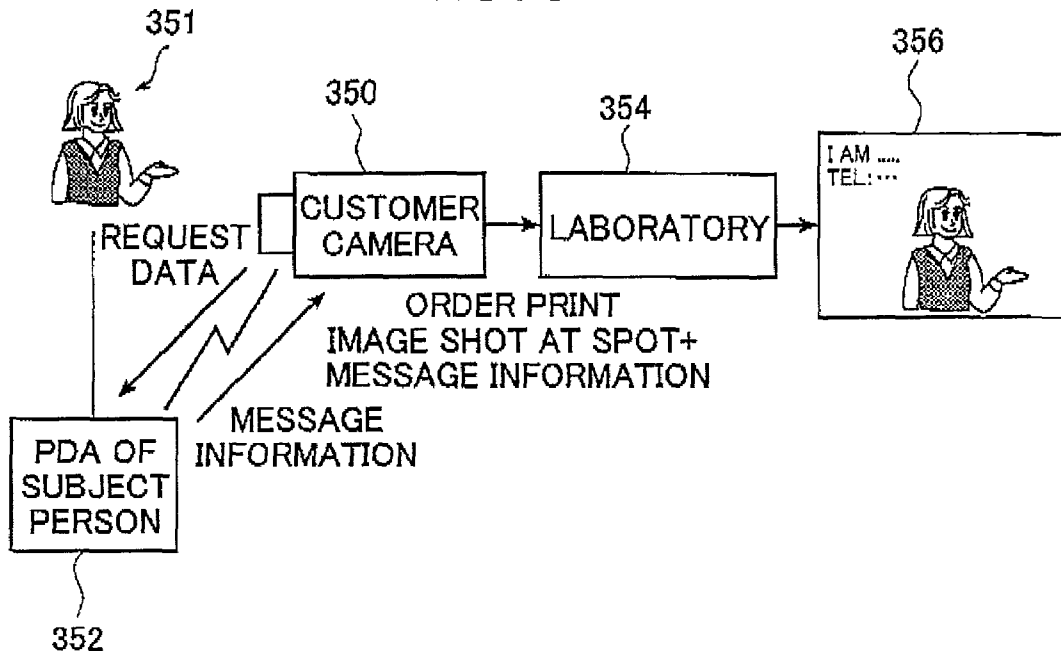 351
350
354
356
I AM .....
TEL: ...
CUSTOMER
CAMERA
LABORATORY
REQUEST
DATA
ORDER PRINT
IMAGE SHOT AT SPOT+
MESSAGE INFORMATION
MESSAGE
INFORMATION
PDA OF
SUBJECT
PERSON
352